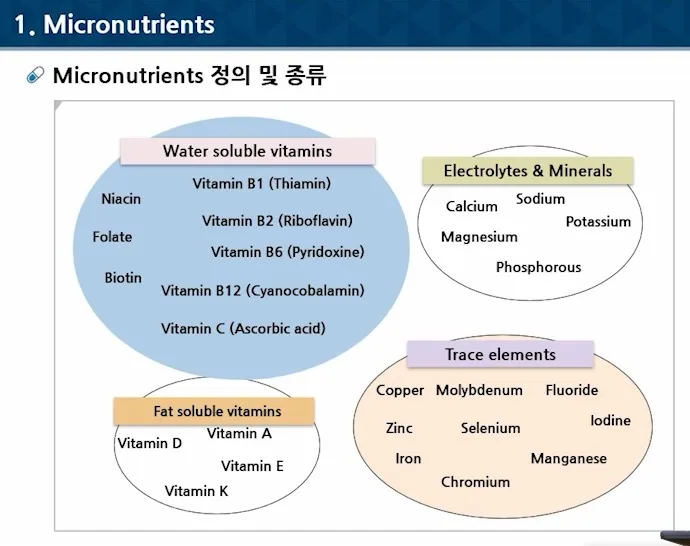 1. Micronutrients
Micronutrients 정의 및 종류
Water soluble vitamins
Vitamin B1 (Thiamin)
Niacin
Vitamin B2 (Riboflavin)
Folate
Vitamin B6 (Pyridoxine)
Biotin
Vitamin B12 (Cyanocobalamin)
Vitamin C (Ascorbic acid)
Electrolytes & Minerals
Sodium
Calcium
Potassium
Magnesium
Phosphorous
Fat soluble vitamins
Vitamin A
Vitamin D
Vitamin E
Vitamin K
Trace elements
Copper Molybdenum Fluoride
Iodine
Zinc Selenium
Iron Manganese
Chromium